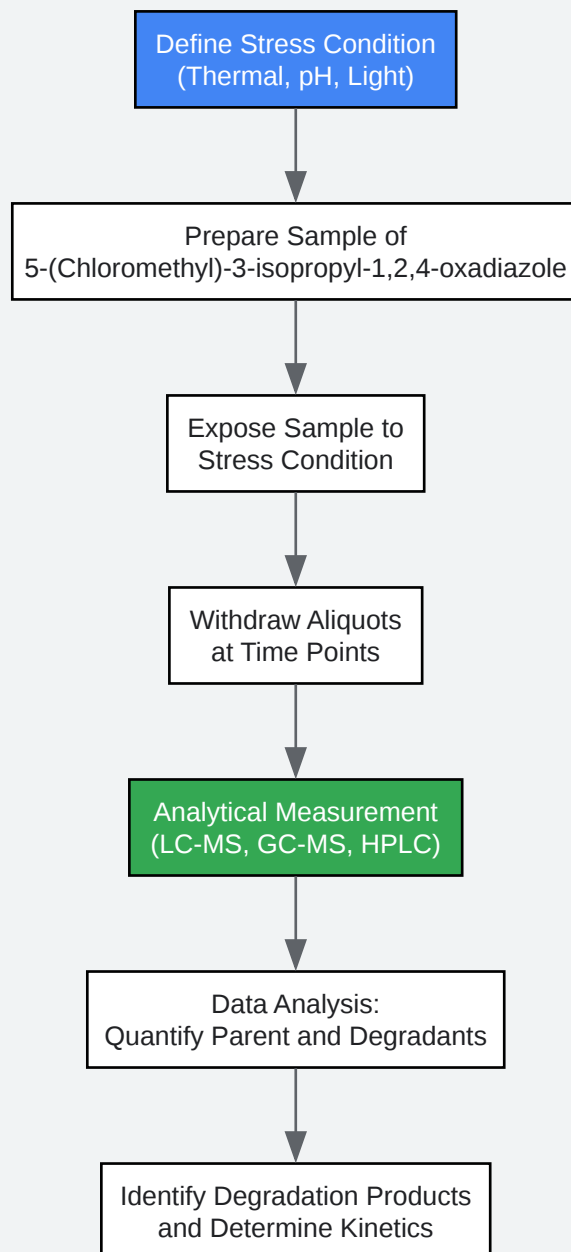 Define Stress Condition
(Thermal, pH, Light)
Prepare Sample of
5-(Chloromethyl)-3-isopropyl-1,2,4-oxadiazole
Expose Sample to
Stress Condition
Withdraw Aliquots
at Time Points
Analytical Measurement
(LC-MS, GC-MS, HPLC)
Data Analysis:
Quantify Parent and Degradants
Identify Degradation Products
and Determine Kinetics